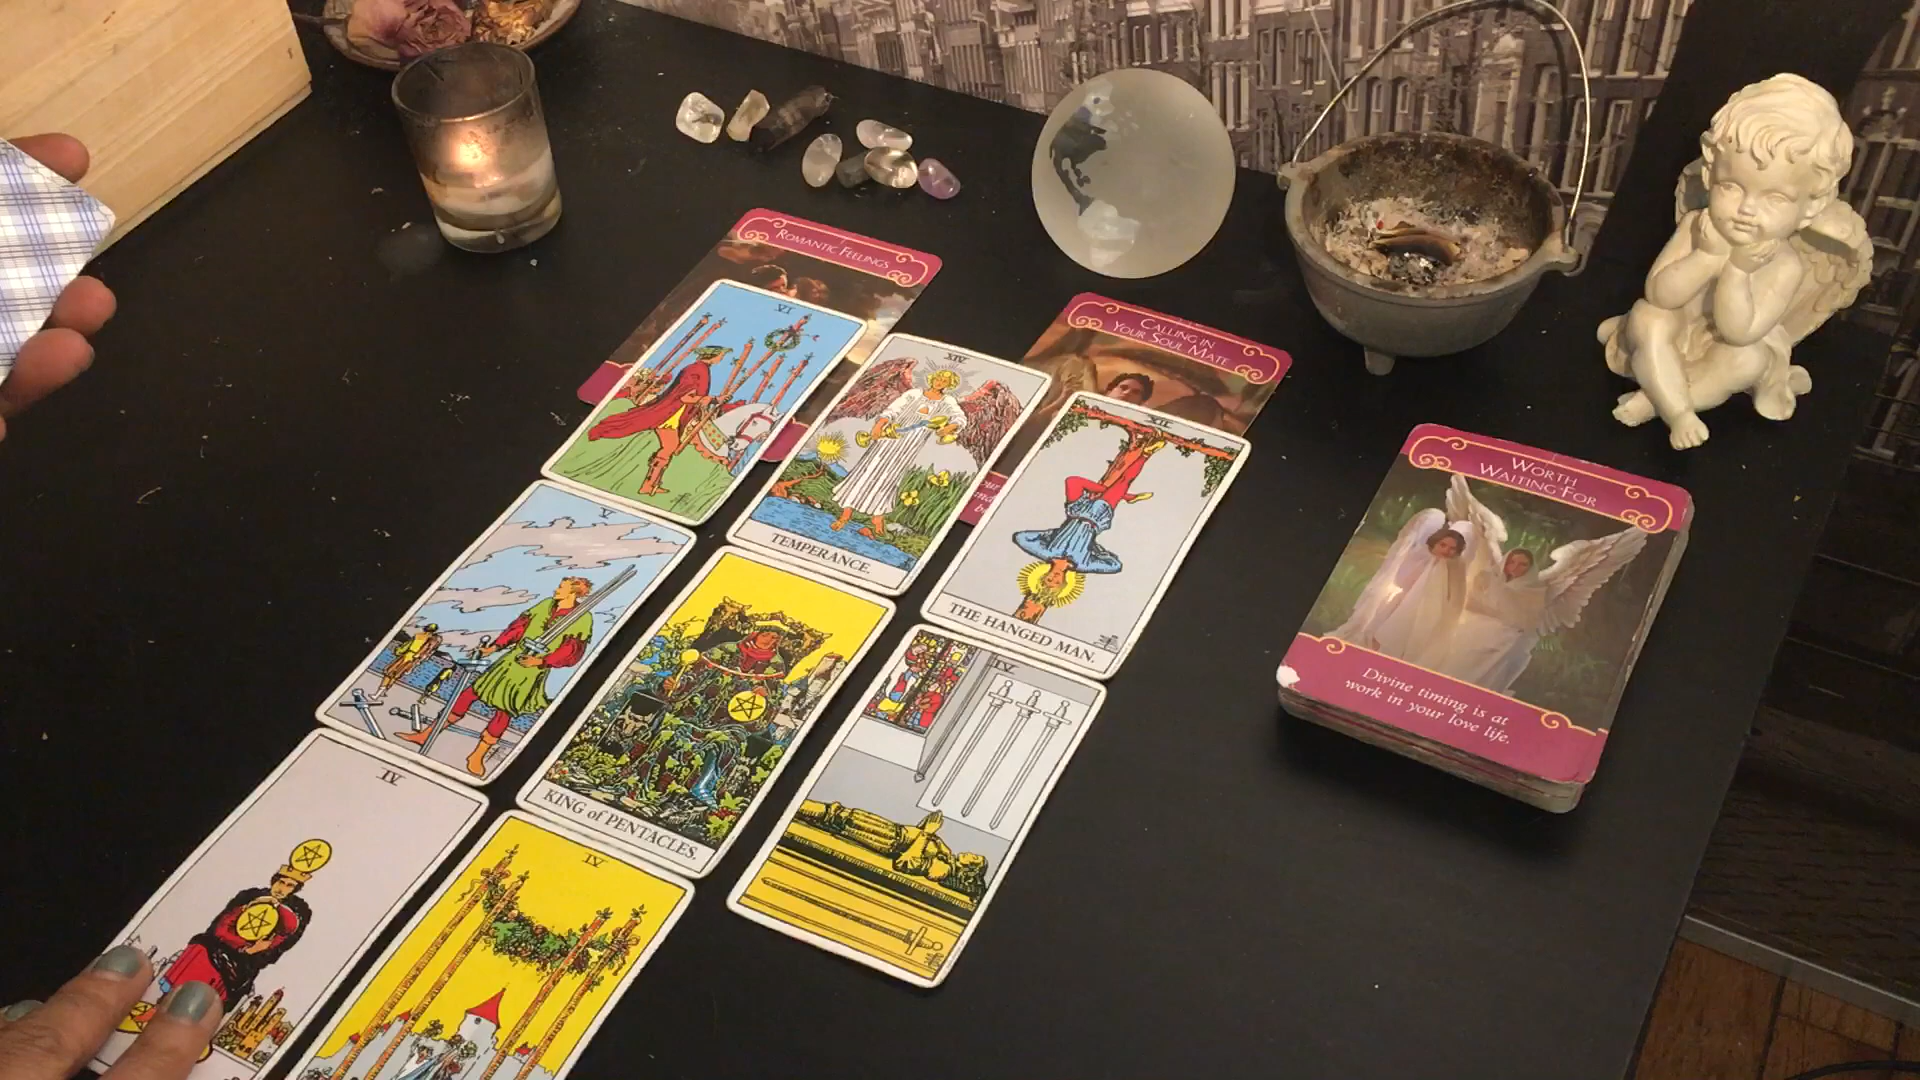 ROMANTIC FEELINGS
VI
XIV
CALLING IN
YOUR SOUL MATE
XII
WORTH
WAITING FOR
TEMPERANCE.
V
THE HANGED MAN.
IV
Divine timing is at
work in your love life.
KING of PENTACLES.
IV
IV